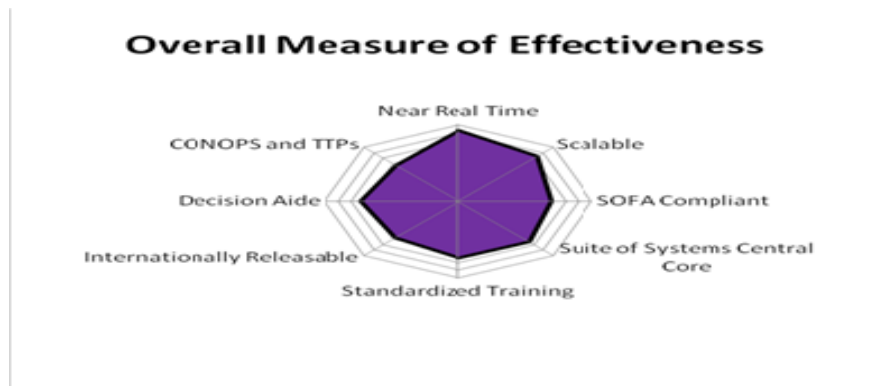 Overall Measure of Effectiveness
Near Real Time
CONOPS and TTPs
Scalable
Decision Aide
SOFA Compliant
Internationally Releasable
Suite of Systems Central
Core
Standardized Training